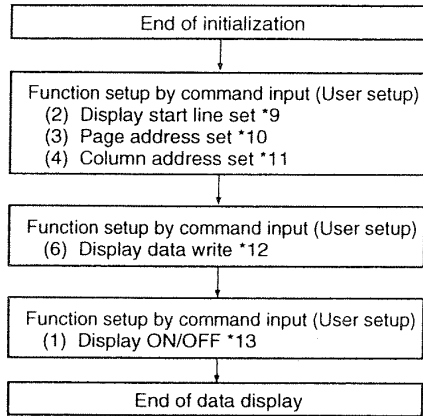 End of initialization
Function setup by command input (User setup)
(2) Display start line set *9
(3) Page address set *10
(4) Column address set *11
Function setup by command input (User setup)
(6) Display data write *12
Function setup by command input (User setup)
(1) Display ON/OFF *13
End of data display